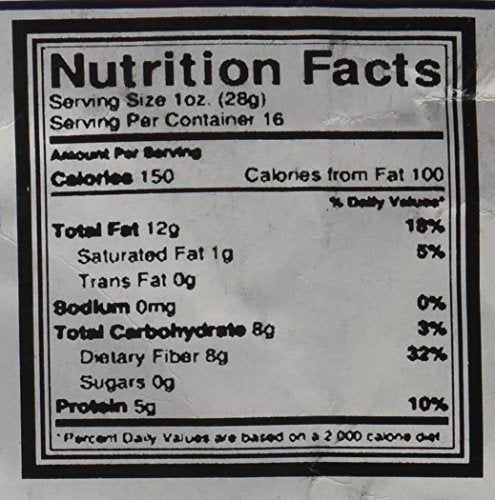 Nutrition Facts
Serving Size 1oz. (28g)
Serving Per Container 16
Amount Per Serving
Calories 150 Calories from Fat 100
% Daily Values*
Total Fat 12g 18%
Saturated Fat 1g 5%
Trans Fat 0g
Sodium 0mg 0%
Total Carbohydrate 8g 3%
Dietary Fiber 8g 32%
Sugars 0g
Protein 5g 10%
* Percent Daily Values are based on a 2,000 calorie diet